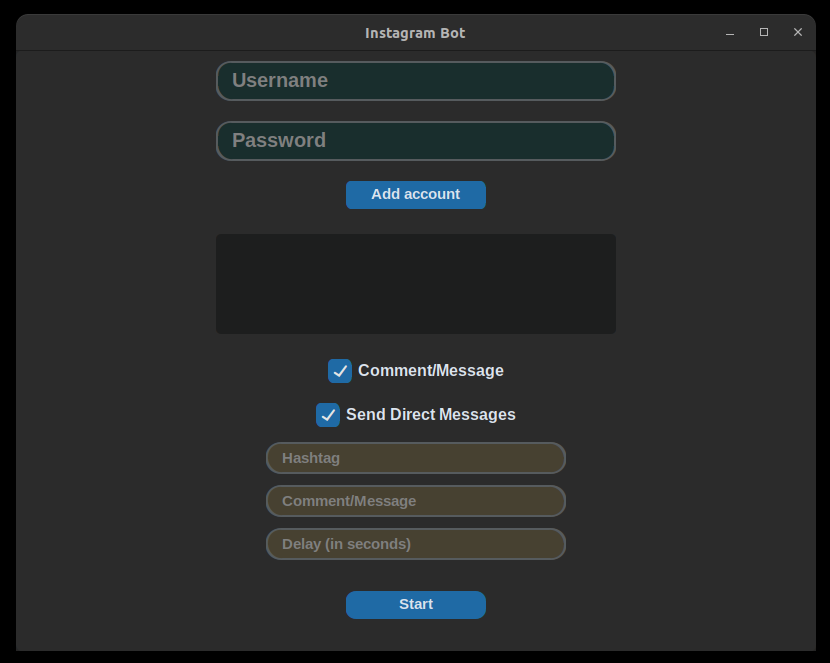 Instagram Bot
Username
Password
Add account
Comment/Message
Send Direct Messages
Hashtag
Comment/Message
Delay (in seconds)
Start